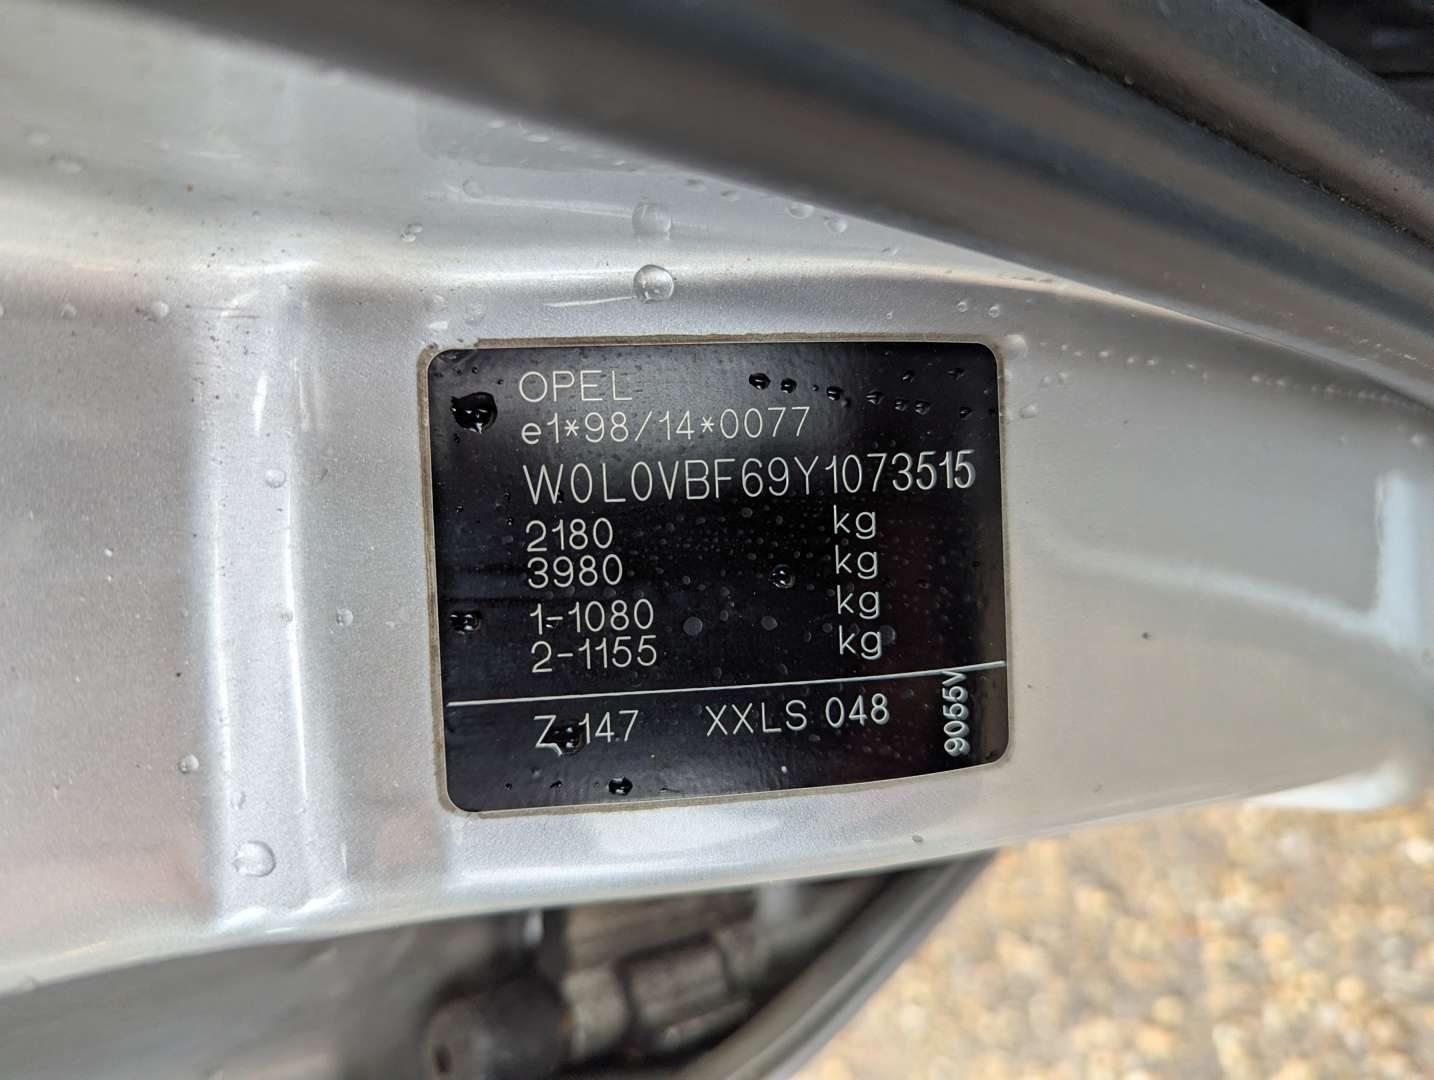 OPEL
e1*98/14*0077
W0L0VBF69Y1073515
2180 kg
3980 kg
1-1080 kg
2-1155 kg
Z 147 XXLS 048